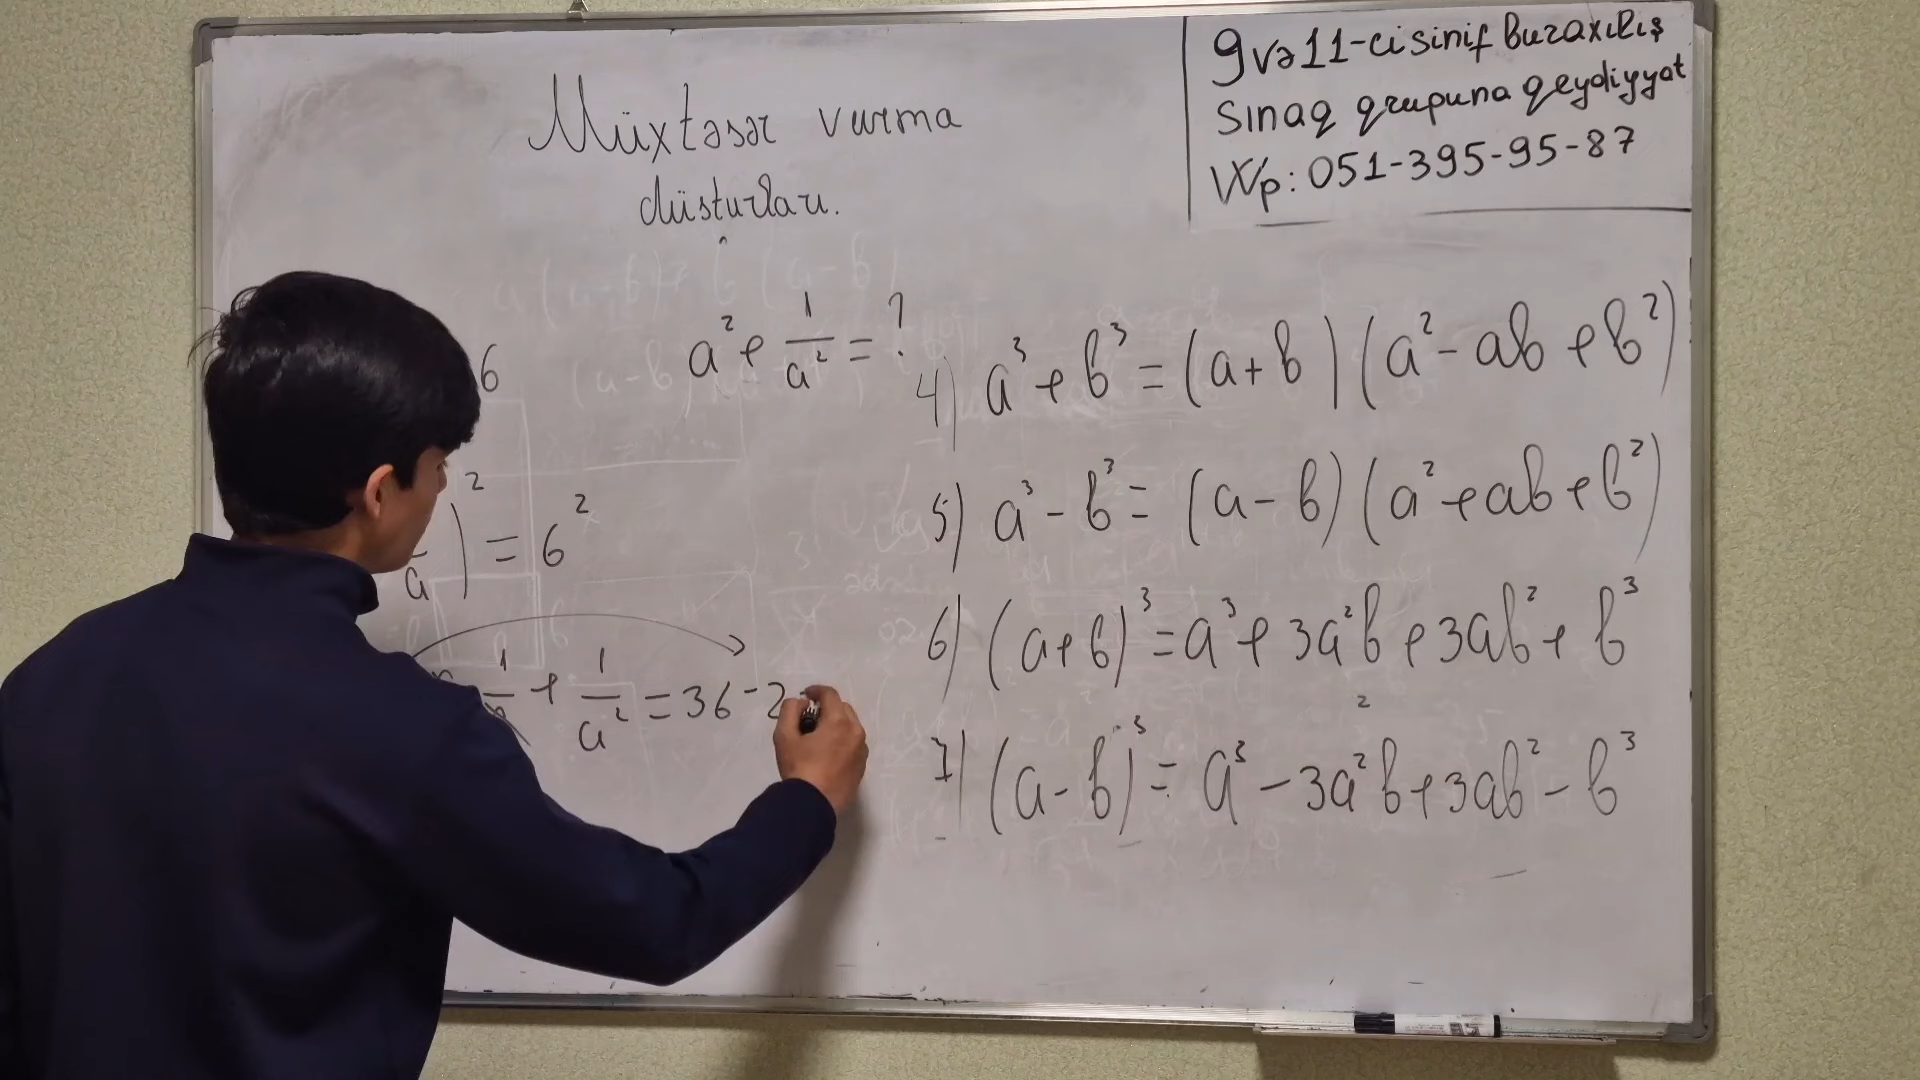 Müxtəsər vurma
düsturları.
9 və 11-ci sinif buraxılış
sınaq qrupuna qeydiyyat
Wp: 051-395-95-87
6
a² + 1/a² = ?
a )² = 6²
1 + 1/a² = 36 - 2
4) a³ + b³ = (a + b)(a² - ab + b²)
5) a³ - b³ = (a - b)(a² + ab + b²)
6) (a + b)³ = a³ + 3a²b + 3ab² + b³
7) (a - b)³ = a³ - 3a²b + 3ab² - b³